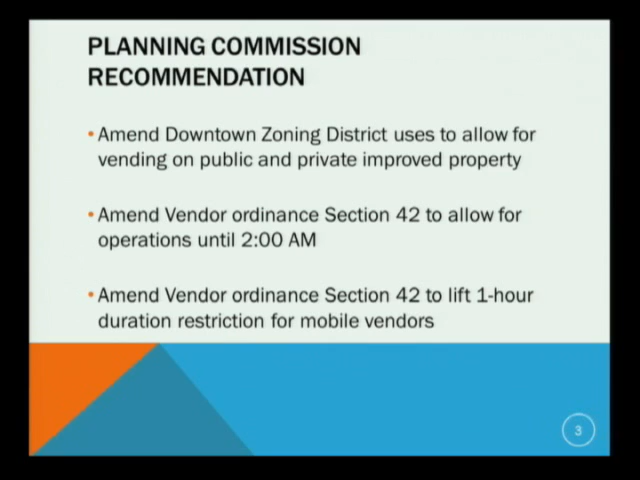 PLANNING COMMISSION
RECOMMENDATION
• Amend Downtown Zoning District uses to allow for
vending on public and private improved property
• Amend Vendor ordinance Section 42 to allow for
operations until 2:00 AM
• Amend Vendor ordinance Section 42 to lift 1-hour
duration restriction for mobile vendors
3